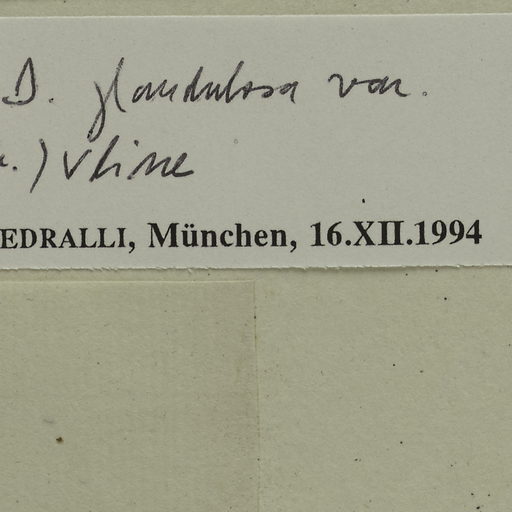 D. glandulosa var.
.) Uline
EDRALLI, München, 16.XII.1994